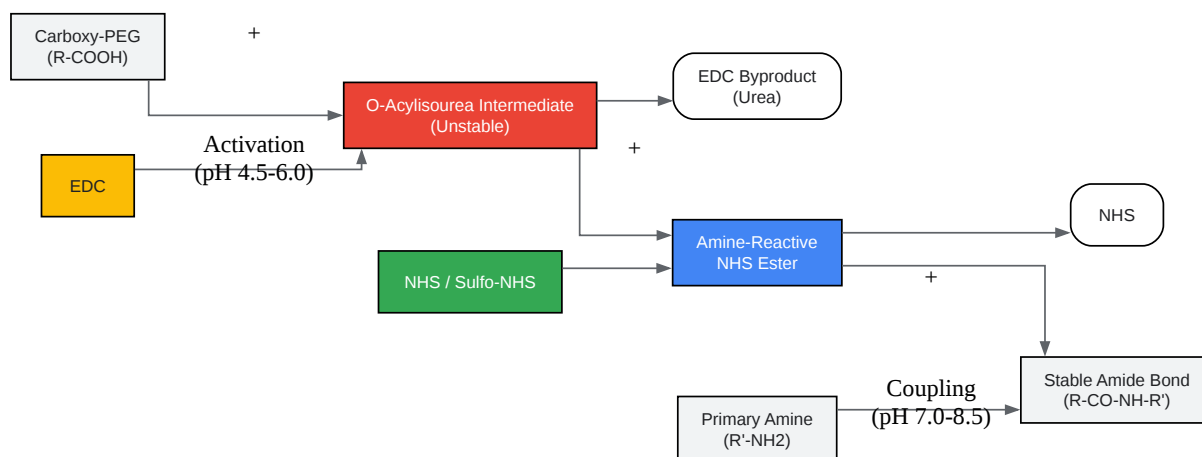 Carboxy-PEG
(R-COOH)
+
O-Acylisourea Intermediate
(Unstable)
EDC Byproduct
(Urea)
Activation
(pH 4.5-6.0)
EDC
+
NHS / Sulfo-NHS
Amine-Reactive
NHS Ester
NHS
+
Primary Amine
(R'-NH2)
Coupling
(pH 7.0-8.5)
Stable Amide Bond
(R-CO-NH-R')